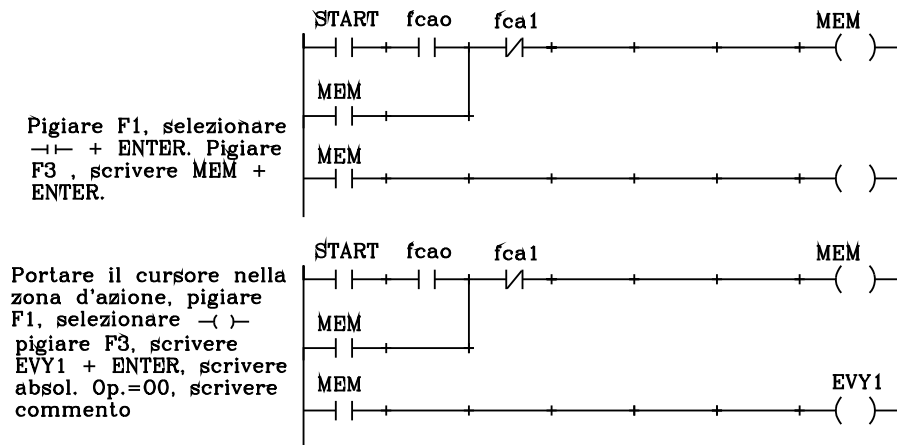 START fcao fca1 MEM
MEM
Pigiare F1, selezionare
+ ENTER. Pigiare
F3 , scrivere MEM +
ENTER.
MEM
START fcao fca1 MEM
Portare il cursore nella
zona d'azione, pigiare
F1, selezionare -( )-
pigiare F3, scrivere
EVY1 + ENTER, scrivere
absol. Op.=00, scrivere
commento
MEM
MEM EVY1